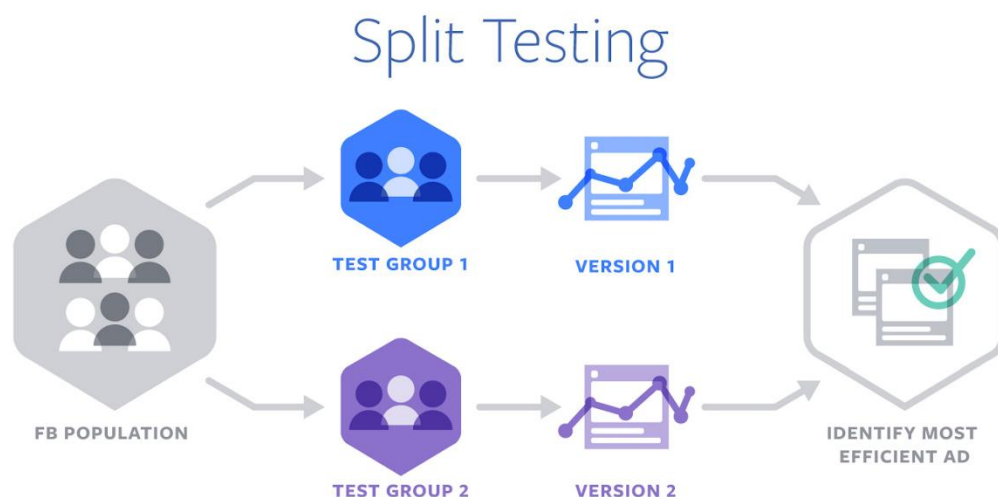 Split Testing
TEST GROUP 1
VERSION 1
FB POPULATION
IDENTIFY MOST
EFFICIENT AD
TEST GROUP 2
VERSION 2